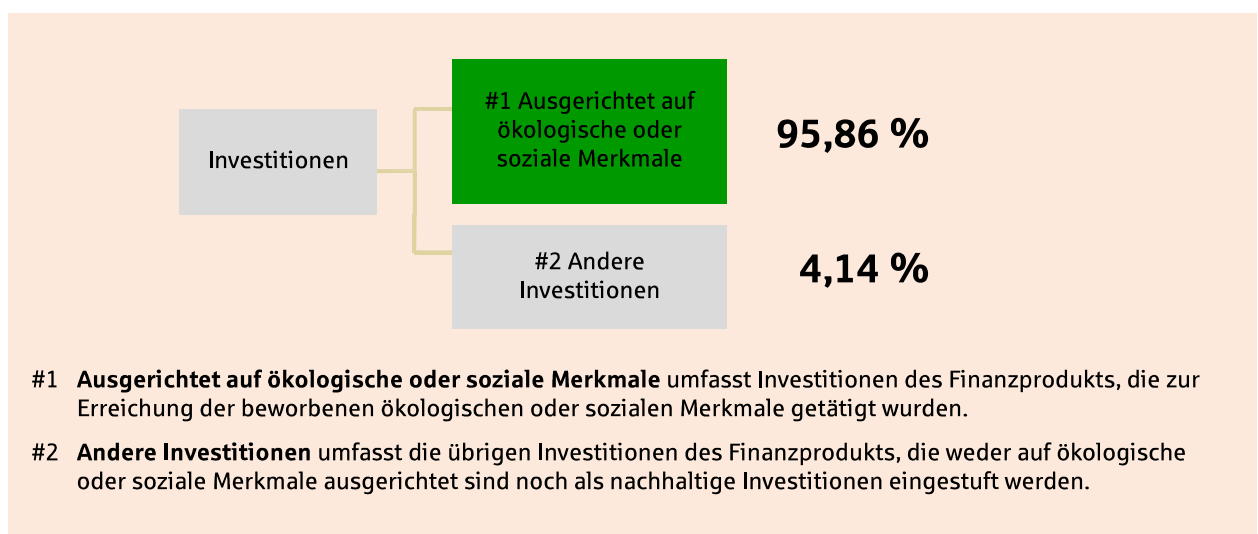 Investitionen
#1 Ausgerichtet auf
ökologische oder
soziale Merkmale
95,86 %
#2 Andere
Investitionen
4,14 %
#1 Ausgerichtet auf ökologische oder soziale Merkmale umfasst Investitionen des Finanzprodukts, die zur
Erreichung der beworbenen ökologischen oder sozialen Merkmale getätigt wurden.
#2 Andere Investitionen umfasst die übrigen Investitionen des Finanzprodukts, die weder auf ökologische
oder soziale Merkmale ausgerichtet sind noch als nachhaltige Investitionen eingestuft werden.